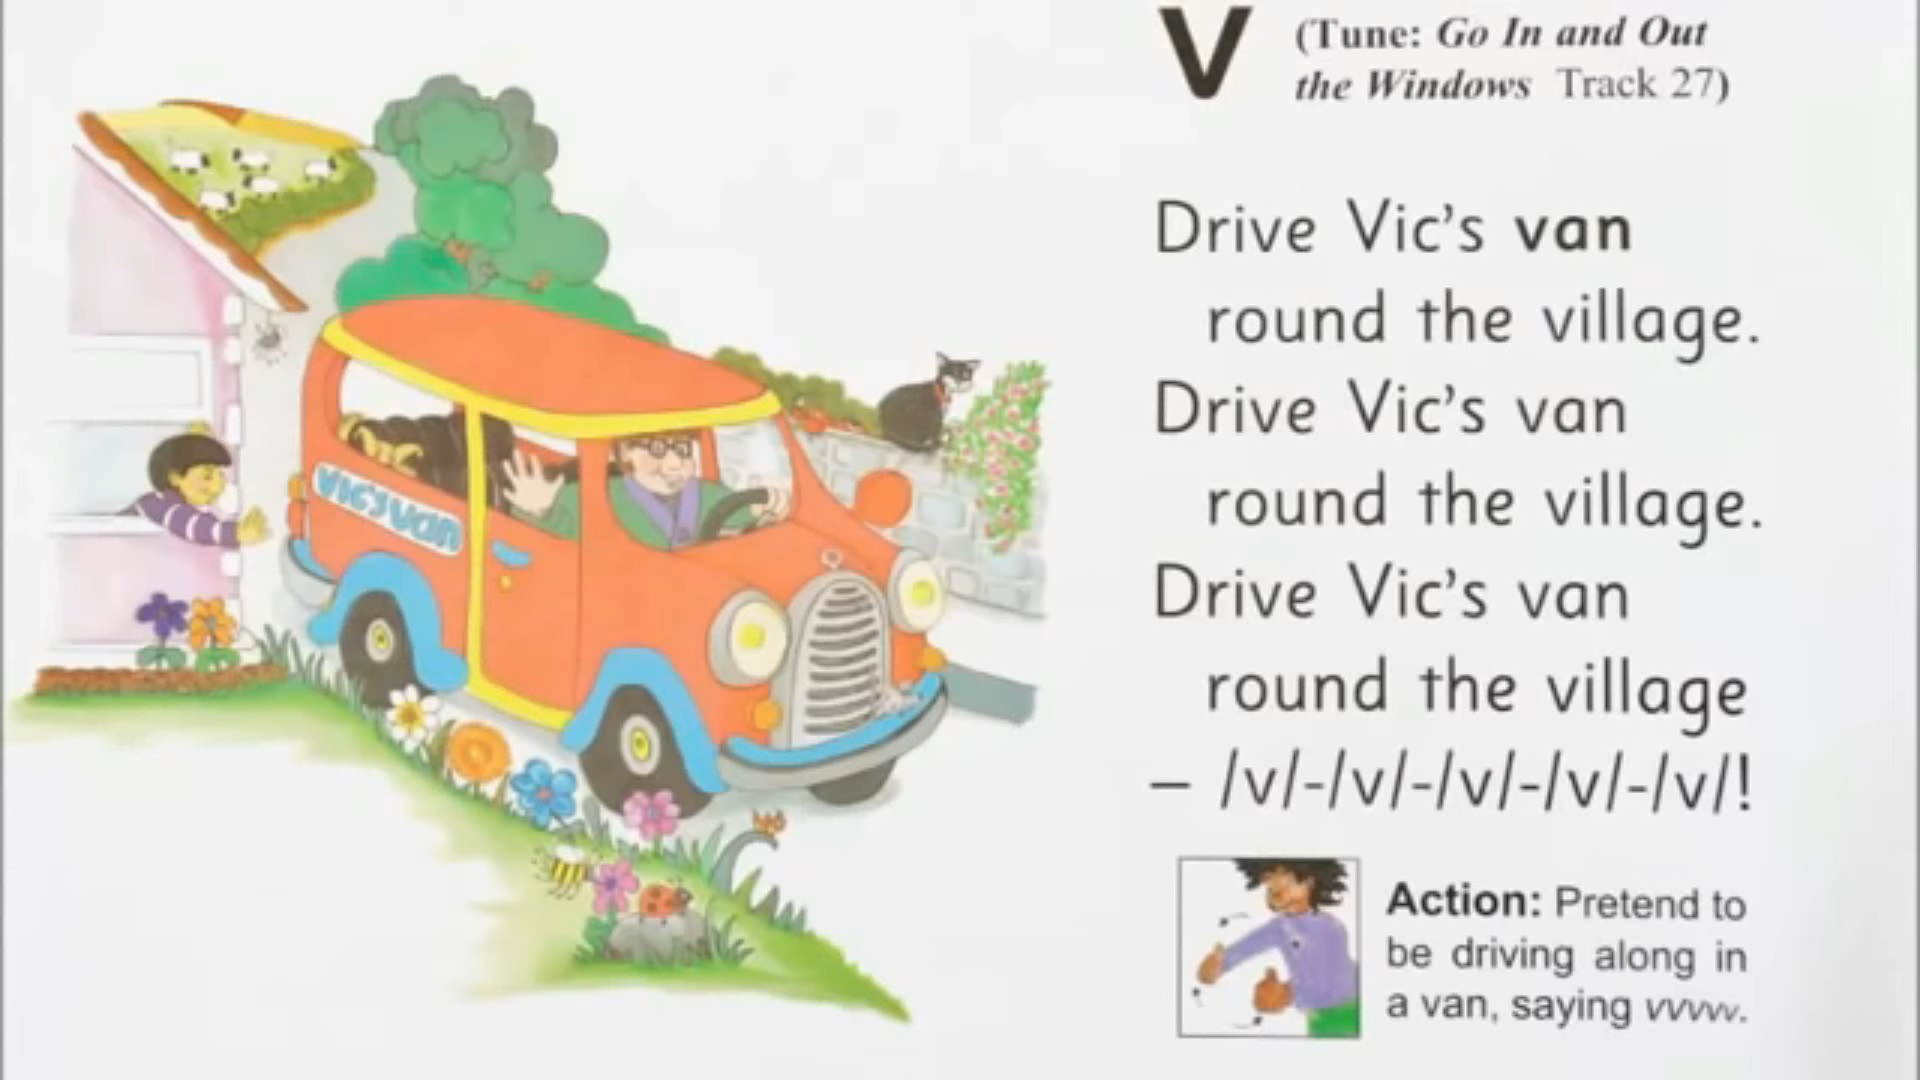 v
(Tune: Go In and Out
the Windows Track 27)
Drive Vic's van
round the village.
Drive Vic's van
round the village.
Drive Vic's van
round the village
– /v/-/v/-/v/-/v/-/v/!
Action: Pretend to
be driving along in
a van, saying vvvvv.
Vic's van